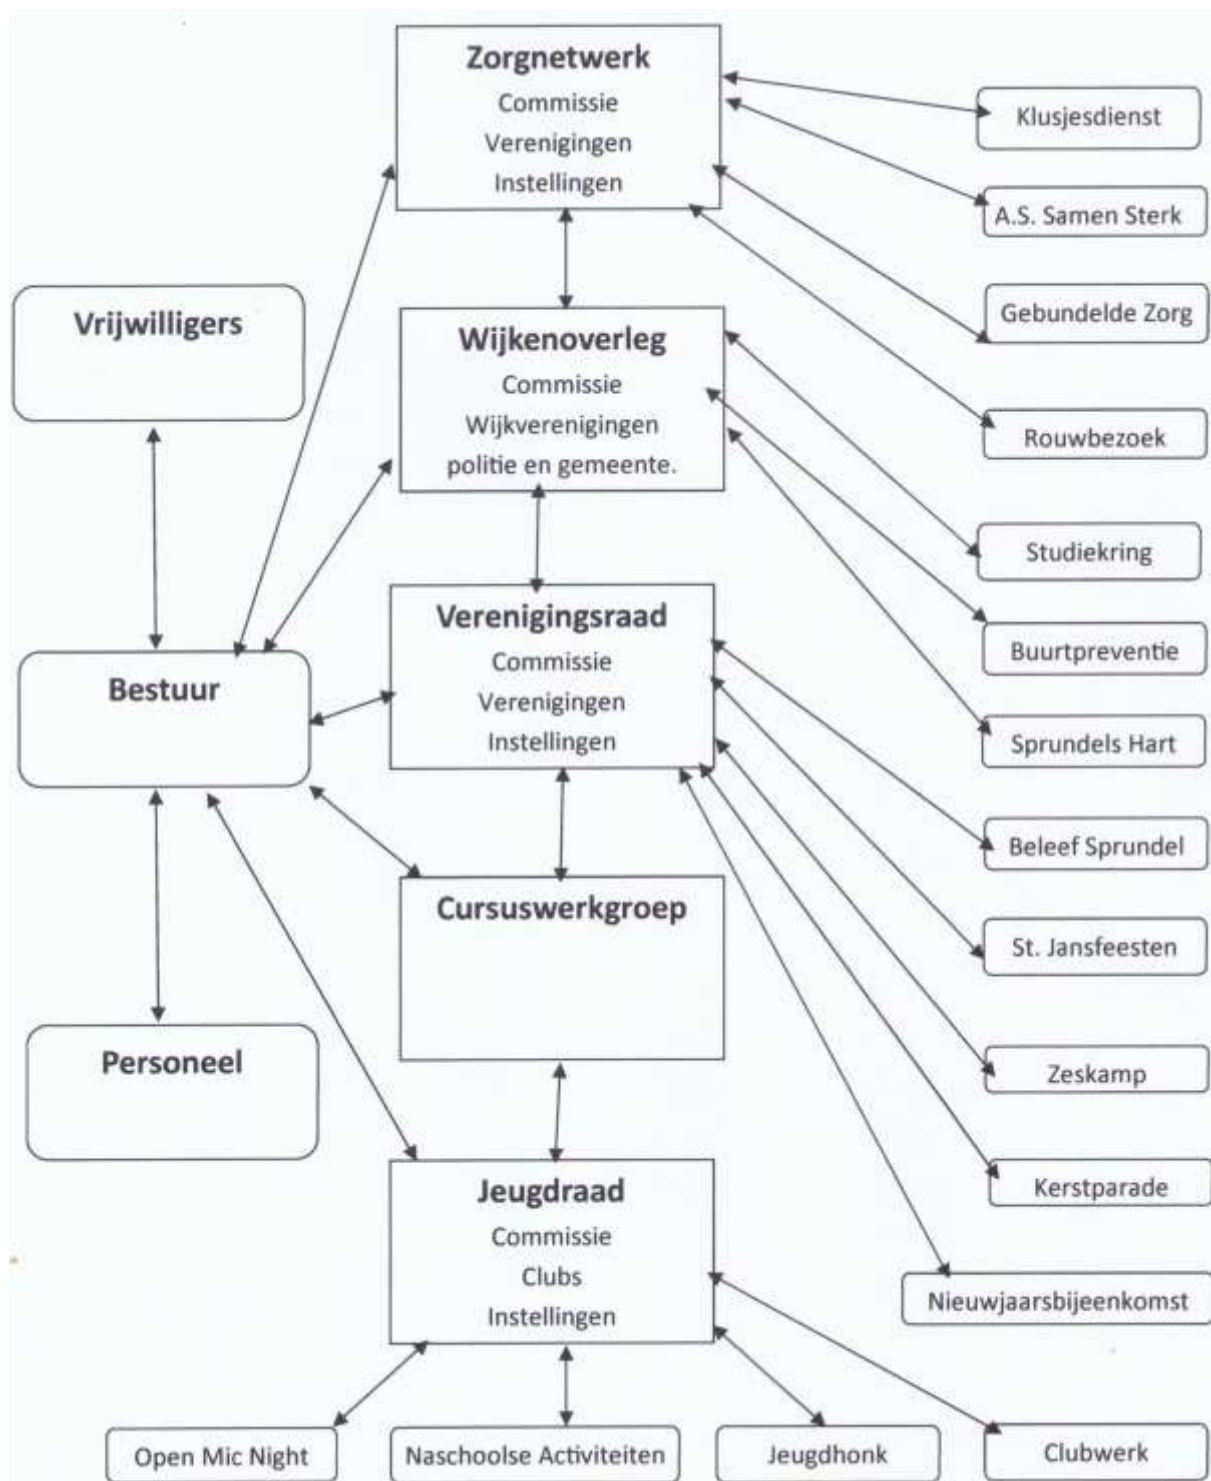 Zorgnetwerk
Commissie
Verenigingen
Instellingen
Klusjesdienst
A.S. Samen Sterk
Gebundelde Zorg
Rouwbezoek
Vrijwilligers
Wijkenoverleg
Commissie
Wijkverenigingen
politie en gemeente.
Studiekring
Buurtpreventie
Sprundels Hart
Bestuur
Verenigingsraad
Commissie
Verenigingen
Instellingen
Beleef Sprundel
St. Jansfeesten
Zeskamp
Kerstparade
Nieuwjaarsbijeenkomst
Cursuswerkgroep
Personeel
Jeugdraad
Commissie
Clubs
Instellingen
Open Mic Night
Naschoolse Activiteiten
Jeugdhonk
Clubwerk